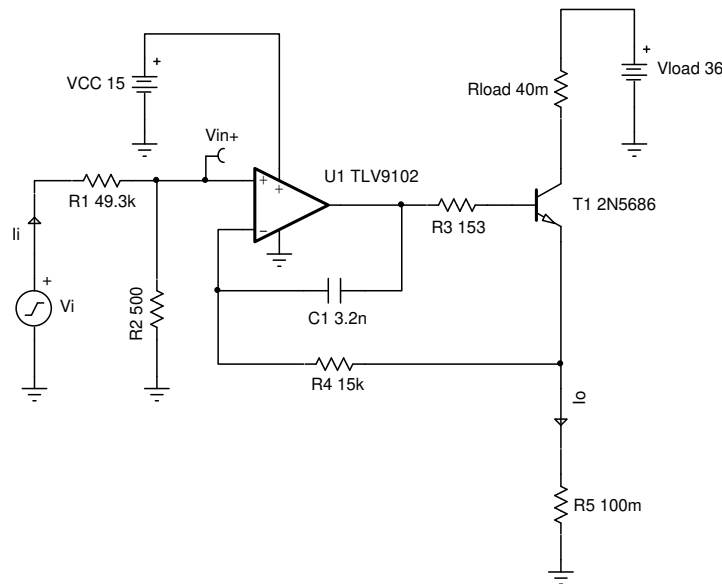 VCC 15
+
Vload 36
+
Rload 40m
Vin+
U1 TLV9102
R1 49.3k
+
+
−
T1 2N5686
R3 153
Ii
+
Vi
R2 500
C1 3.2n
R4 15k
Io
R5 100m